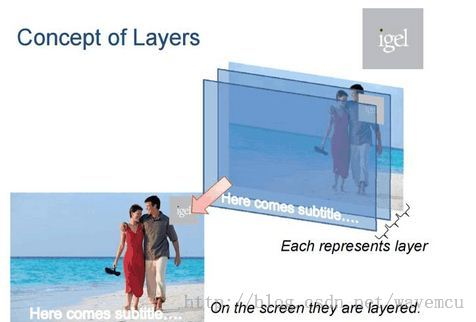 Concept of Layers
igel
igel
Here comes subtitle....
Each represents layer
igel
Here comes subtitle....
On the screen they are layered.
http://blog.csdn.net/wavemcu